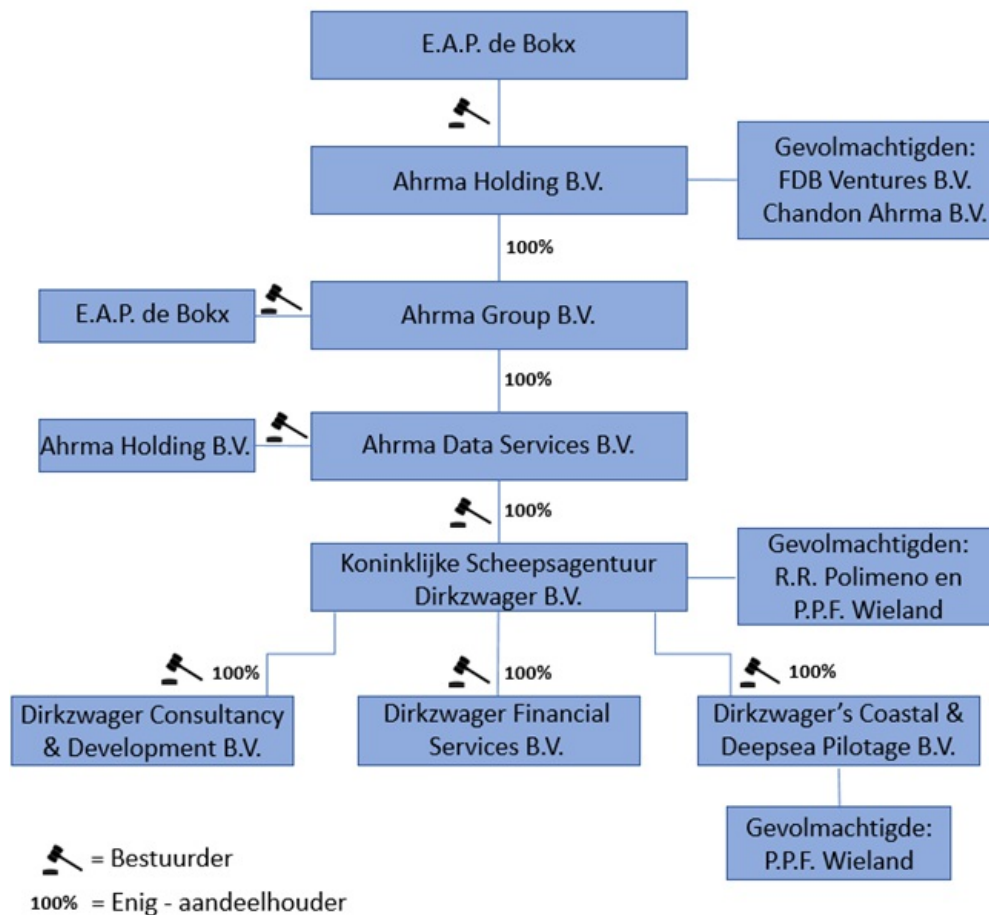 E.A.P. de Bokx
Ahrma Holding B.V.
Gevolmachtigden:
FDB Ventures B.V.
Chandon Ahrma B.V.
100%
E.A.P. de Bokx
Ahrma Group B.V.
100%
Ahrma Holding B.V.
Ahrma Data Services B.V.
100%
Koninklijke Scheepsagentuur
Dirkzwager B.V.
Gevolmachtigden:
R.R. Polimeno en
P.P.F. Wieland
100%
100%
100%
Dirkzwager Consultancy
& Development B.V.
Dirkzwager Financial
Services B.V.
Dirkzwager's Coastal &
Deepsea Pilotage B.V.
Gevolmachtigde:
P.P.F. Wieland
= Bestuurder
100% = Enig - aandeelhouder